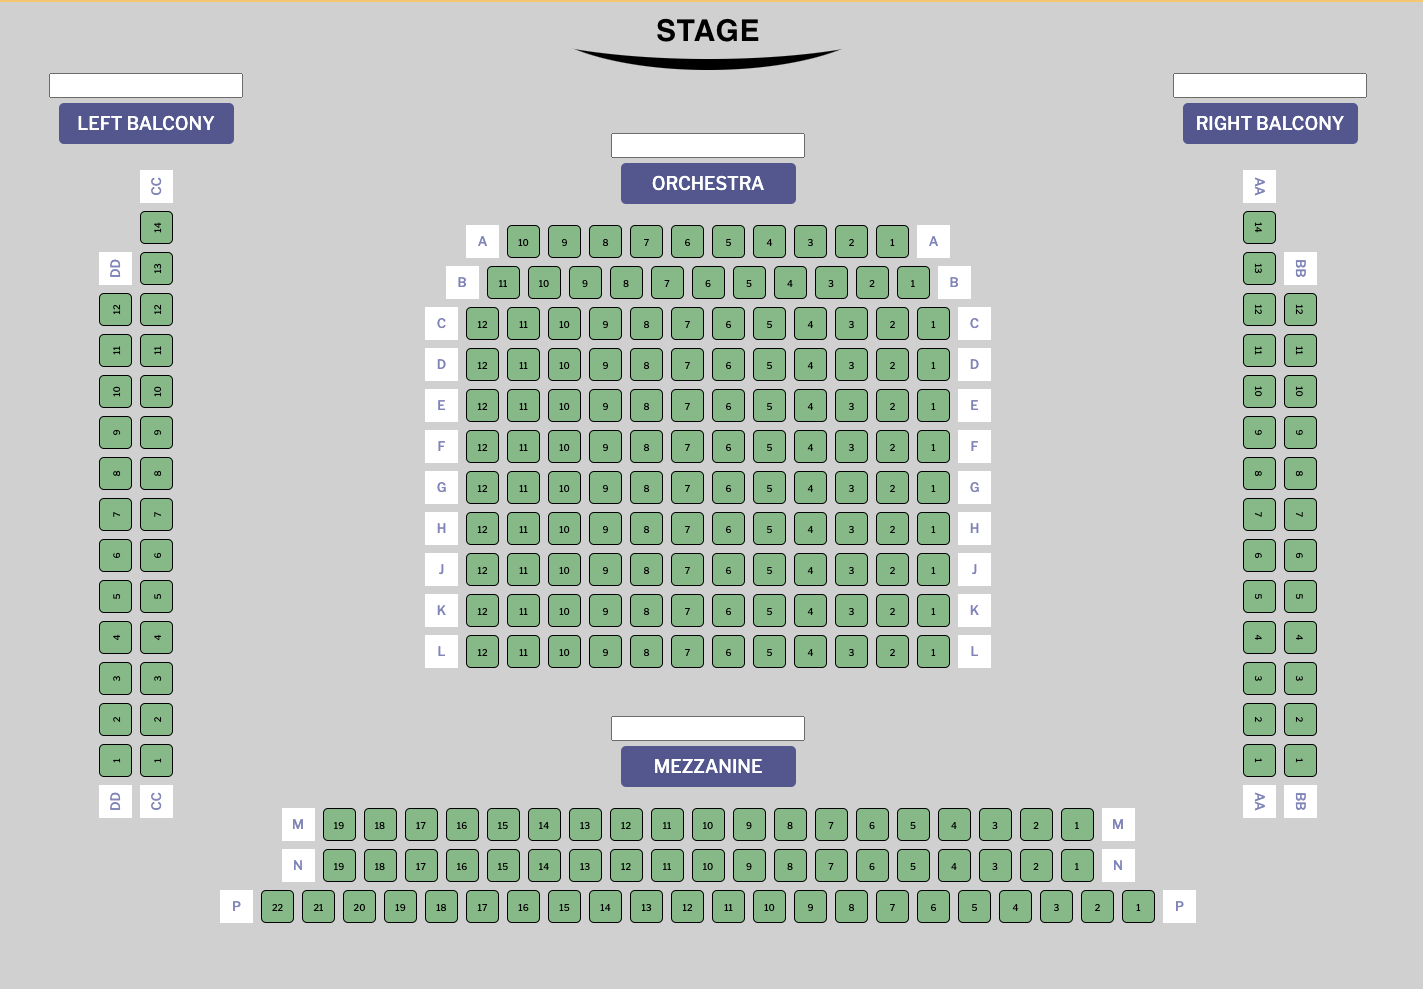 STAGE
LEFT BALCONY
RIGHT BALCONY
ORCHESTRA
A 10 9 8 7 6 5 4 3 2 1 A
B 11 10 9 8 7 6 5 4 3 2 1 B
C 12 11 10 9 8 7 6 5 4 3 2 1 C
D 12 11 10 9 8 7 6 5 4 3 2 1 D
E 12 11 10 9 8 7 6 5 4 3 2 1 E
F 12 11 10 9 8 7 6 5 4 3 2 1 F
G 12 11 10 9 8 7 6 5 4 3 2 1 G
H 12 11 10 9 8 7 6 5 4 3 2 1 H
J 12 11 10 9 8 7 6 5 4 3 2 1 J
K 12 11 10 9 8 7 6 5 4 3 2 1 K
L 12 11 10 9 8 7 6 5 4 3 2 1 L
DD 12 11 10 9 8 7 6 5 4 3 2 1 DD
CC 14 13 12 11 10 9 8 7 6 5 4 3 2 1 CC
AA 14 13 12 11 10 9 8 7 6 5 4 3 2 1 AA
BB 12 11 10 9 8 7 6 5 4 3 2 1 BB
MEZZANINE
M 19 18 17 16 15 14 13 12 11 10 9 8 7 6 5 4 3 2 1 M
N 19 18 17 16 15 14 13 12 11 10 9 8 7 6 5 4 3 2 1 N
P 22 21 20 19 18 17 16 15 14 13 12 11 10 9 8 7 6 5 4 3 2 1 P